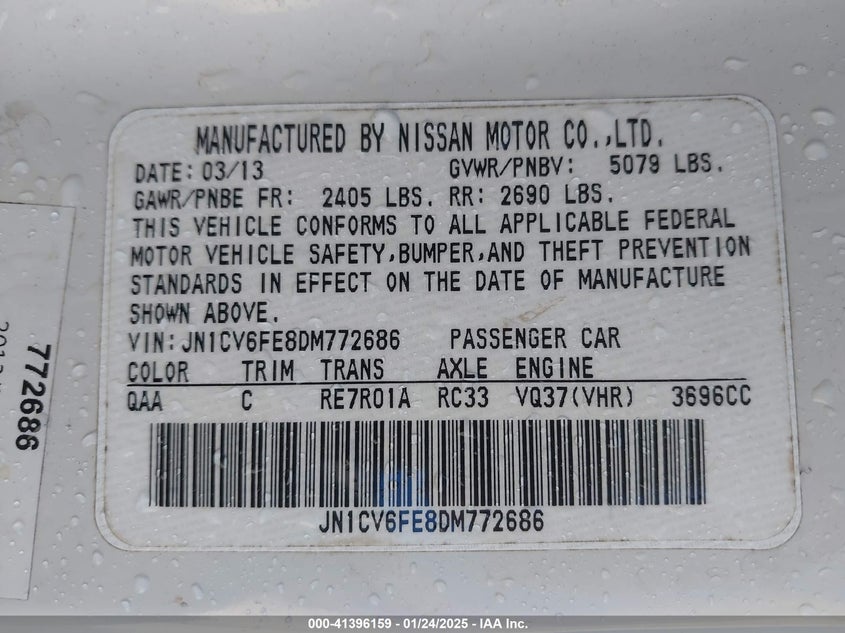 MANUFACTURED BY NISSAN MOTOR CO.,LTD.
DATE: 03/13 GVWR/PNBV: 5079 LBS.
GAWR/PNBE FR: 2405 LBS. RR: 2690 LBS.
THIS VEHICLE CONFORMS TO ALL APPLICABLE FEDERAL
MOTOR VEHICLE SAFETY,BUMPER,AND THEFT PREVENTION
STANDARDS IN EFFECT ON THE DATE OF MANUFACTURE
SHOWN ABOVE.
VIN:JN1CV6FE8DM772686 PASSENGER CAR
COLOR TRIM TRANS AXLE ENGINE
QAA C RE7R01A RC33 VQ37(VHR) 3696CC
JN1CV6FE8DM772686
772686
000-41396159 — 01/24/2025 — IAA Inc.